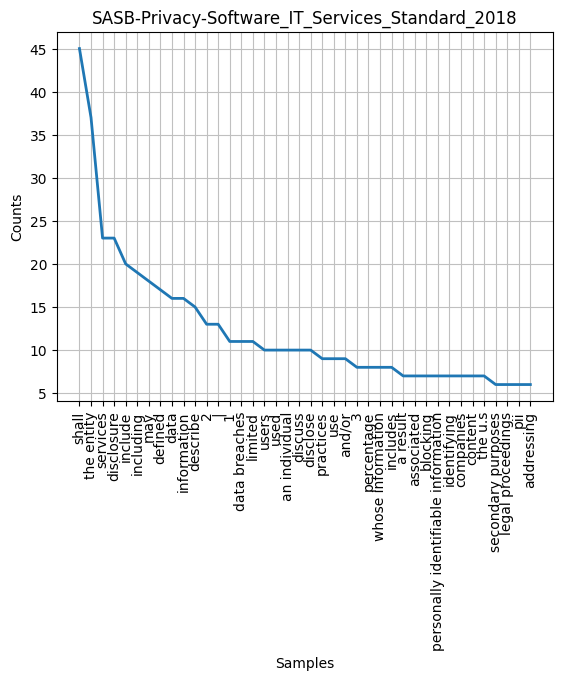 SASB-Privacy-Software_IT_Services_Standard_2018
45
40
35
30
25
20
15
10
5
Counts
shall
the entity
services
disclosure
include
including
may
defined
data
information
describe
2
|
1
data breaches
limited
users
used
an individual
discuss
disclose
practices
use
and/or
3
percentage
whose information
includes
a result
associated
blocking
personally identifiable information
identifying
companies
content
the u.s
secondary purposes
legal proceedings
pii
addressing
Samples